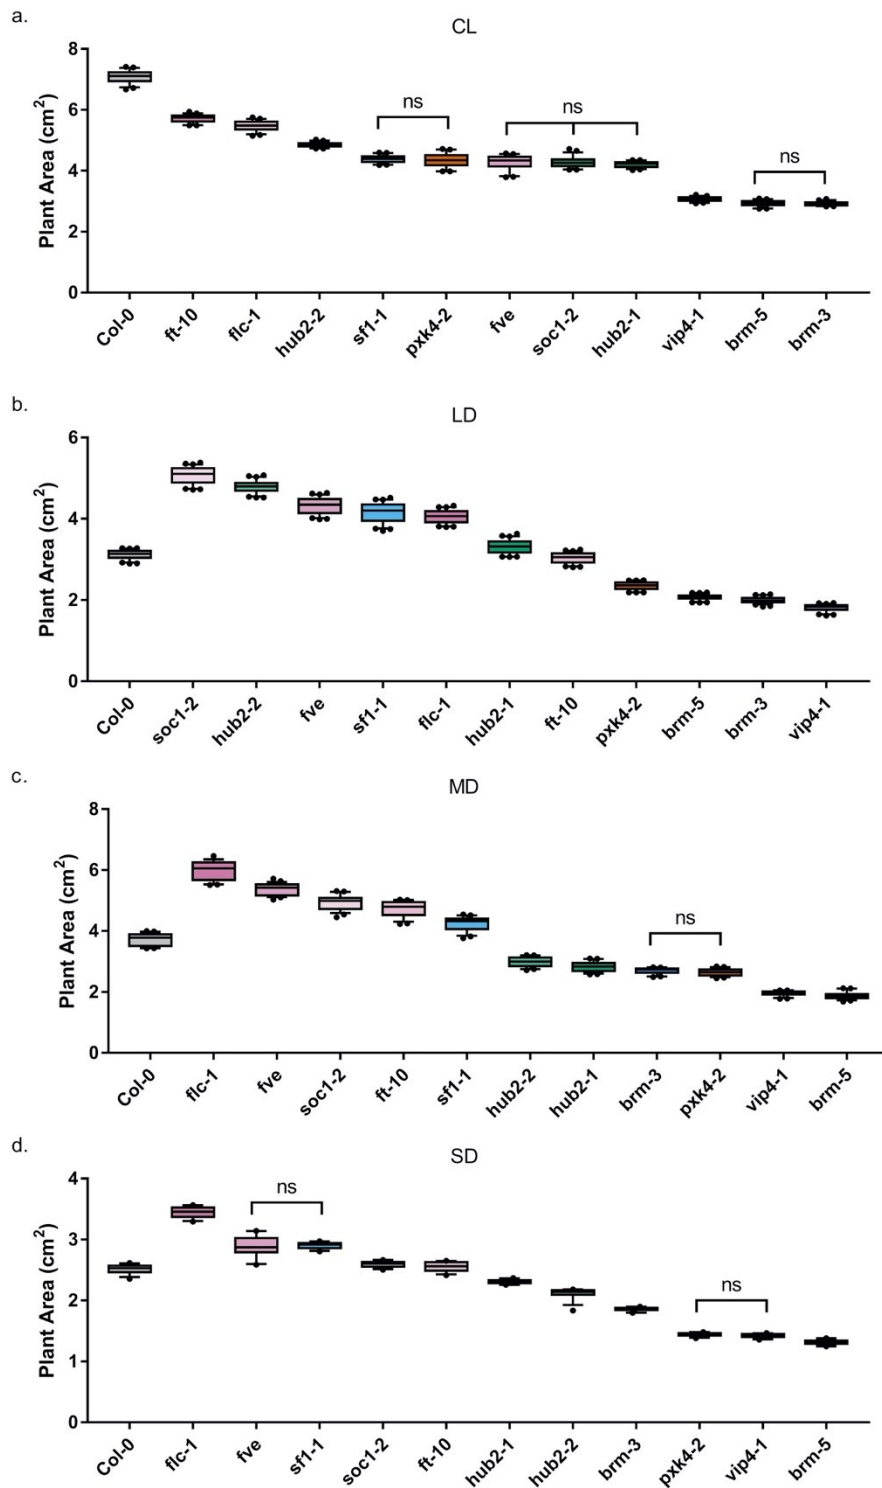 a.
CL
Plant Area (cm2)
8
6
4
2
0
ns
ns
ns
Col-0
ft-10
flc-1
hub2-2
sf1-1
pxk4-2
fve
soc1-2
hub2-1
vip4-1
brm-5
brm-3
b.
LD
Plant Area (cm2)
6
4
2
0
Col-0
soc1-2
hub2-2
fve
sf1-1
flc-1
hub2-1
ft-10
pxk4-2
brm-5
brm-3
vip4-1
c.
MD
Plant Area (cm2)
8
6
4
2
0
ns
Col-0
flc-1
fve
soc1-2
ft-10
sf1-1
hub2-2
hub2-1
brm-3
pxk4-2
vip4-1
brm-5
d.
SD
Plant Area (cm2)
4
3
2
1
0
ns
ns
Col-0
flc-1
fve
sf1-1
soc1-2
ft-10
hub2-1
hub2-2
brm-3
pxk4-2
vip4-1
brm-5